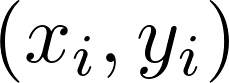 (x_i, y_i)